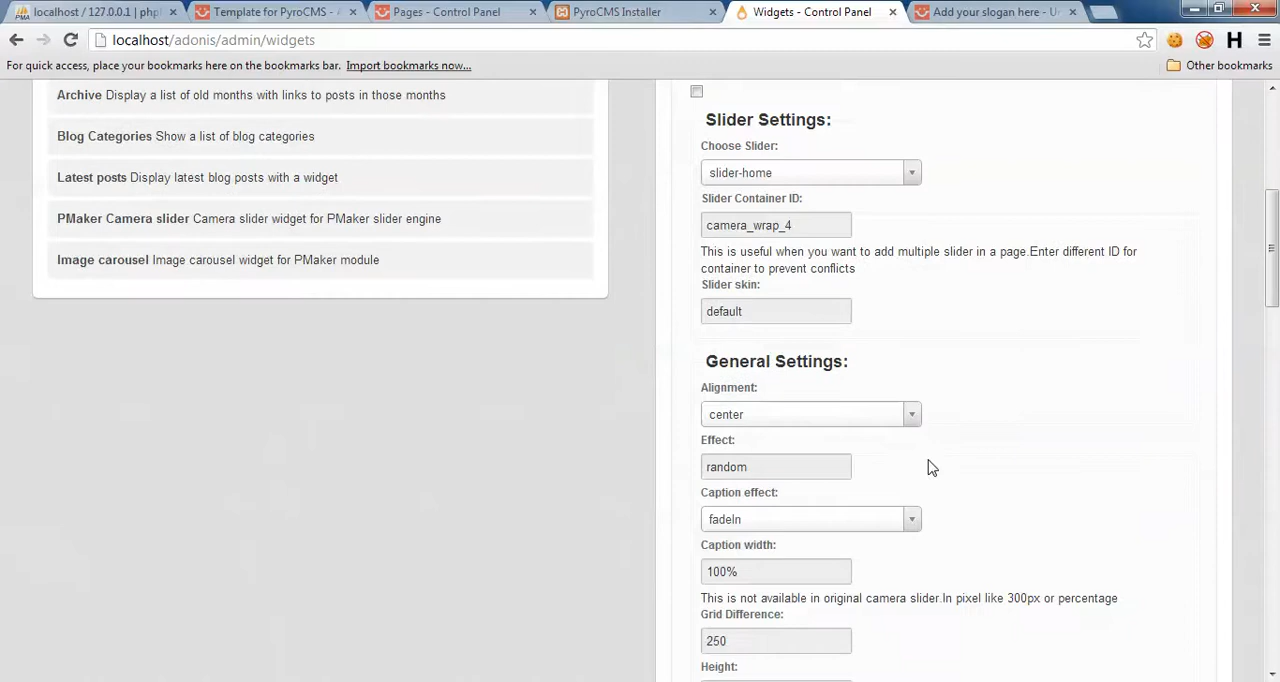 localhost / 127.0.0.1 | php
Template for PyroCMS -
Pages - Control Panel
PyroCMS Installer
Widgets - Control Panel
Add your slogan here - Un
localhost/adonis/admin/widgets
For quick access, place your bookmarks here on the bookmarks bar. Import bookmarks now...
Other bookmarks
Archive Display a list of old months with links to posts in those months
Blog Categories Show a list of blog categories
Latest posts Display latest blog posts with a widget
PMaker Camera slider Camera slider widget for PMaker slider engine
Image carousel Image carousel widget for PMaker module
Slider Settings:
Choose Slider:
slider-home
Slider Container ID:
camera_wrap_4
This is useful when you want to add multiple slider in a page.Enter different ID for
container to prevent conflicts
Slider skin:
default
General Settings:
Alignment:
center
Effect:
random
Caption effect:
fadeIn
Caption width:
100%
This is not available in original camera slider.In pixel like 300px or percentage
Grid Difference:
250
Height: